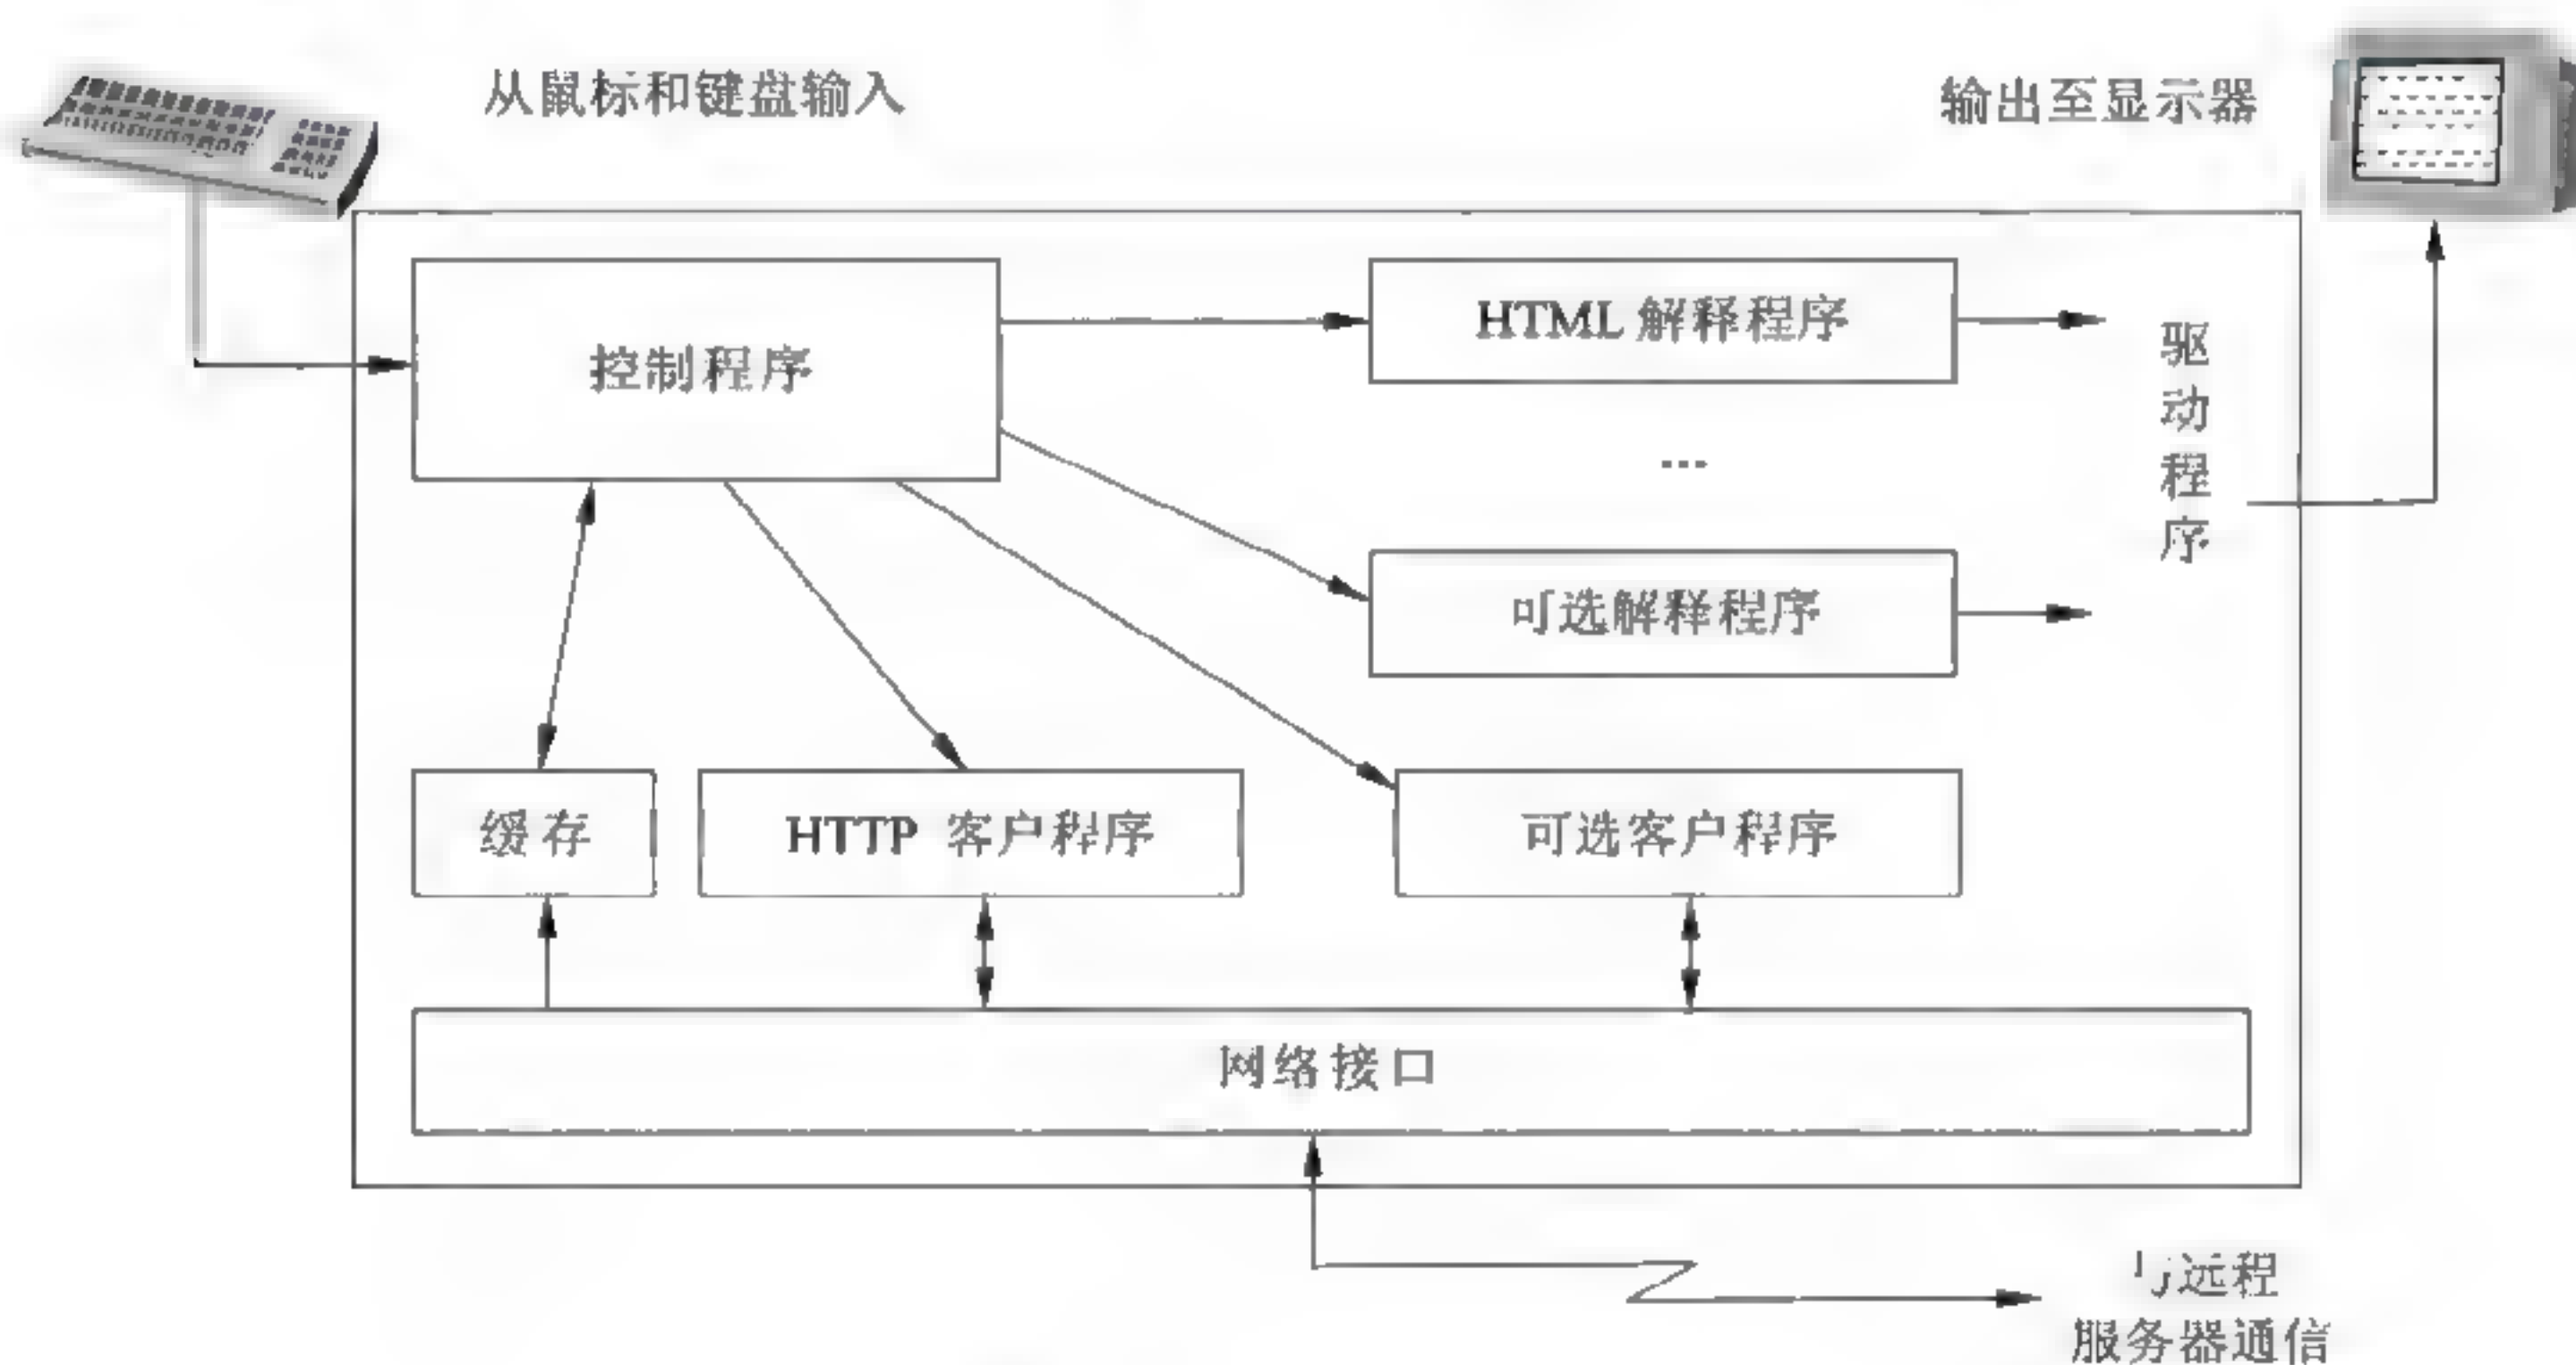 从鼠标和键盘输入
输出至显示器
控制程序
HTML 解释程序
驱动程序
...
可选解释程序
缓存
HTTP 客户程序
可选客户程序
网络接口
与远程
服务器通信